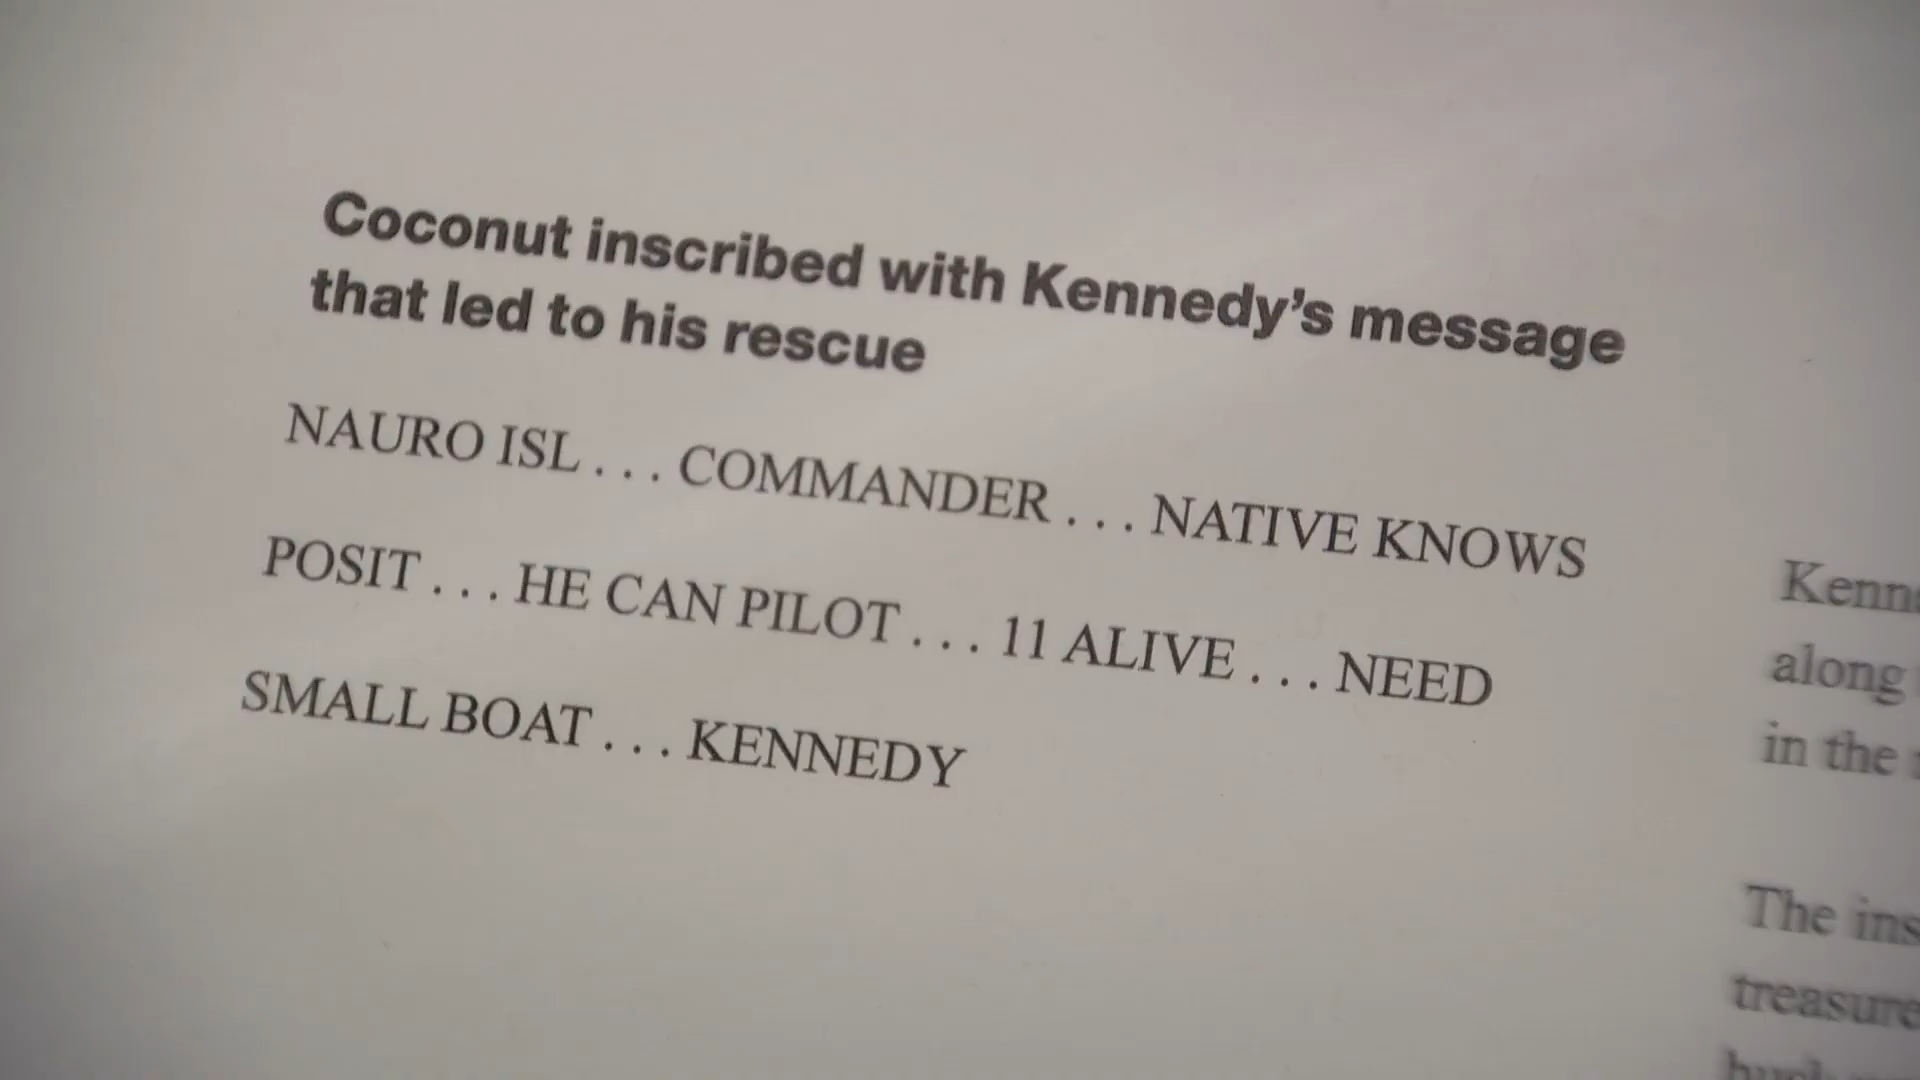 Coconut inscribed with Kennedy’s message
that led to his rescue
NAURO ISL . . . COMMANDER . . . NATIVE KNOWS
POSIT . . . HE CAN PILOT . . . 11 ALIVE . . . NEED
SMALL BOAT . . . KENNEDY
along
in the
The
treasure